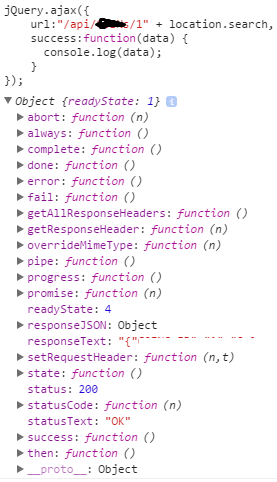 jQuery.ajax({
url:"/api/s/1" + location.search,
success:function(data) {
console.log(data);
}
});
Object {readyState: 1}
abort: function (n)
always: function ()
complete: function ()
done: function ()
error: function ()
fail: function ()
getAllResponseHeaders: function ()
getResponseHeader: function (n)
overrideMimeType: function (n)
pipe: function ()
progress: function ()
promise: function (n)
readyState: 4
responseJSON: Object
responseText: "{"
setRequestHeader: function (n,t)
state: function ()
status: 200
statusCode: function (n)
statusText: "OK"
success: function ()
then: function ()
__proto__: Object